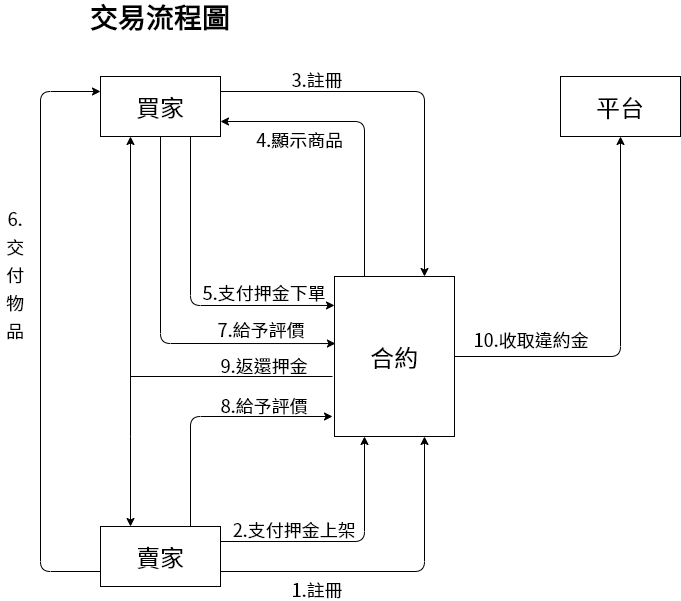 交易流程圖
3.註冊
買家
平台
4.顯示商品
6.
交
付
物
品
5.支付押金下單
7.給予評價
合約
10.收取違約金
9.返還押金
8.給予評價
2.支付押金上架
賣家
1.註冊